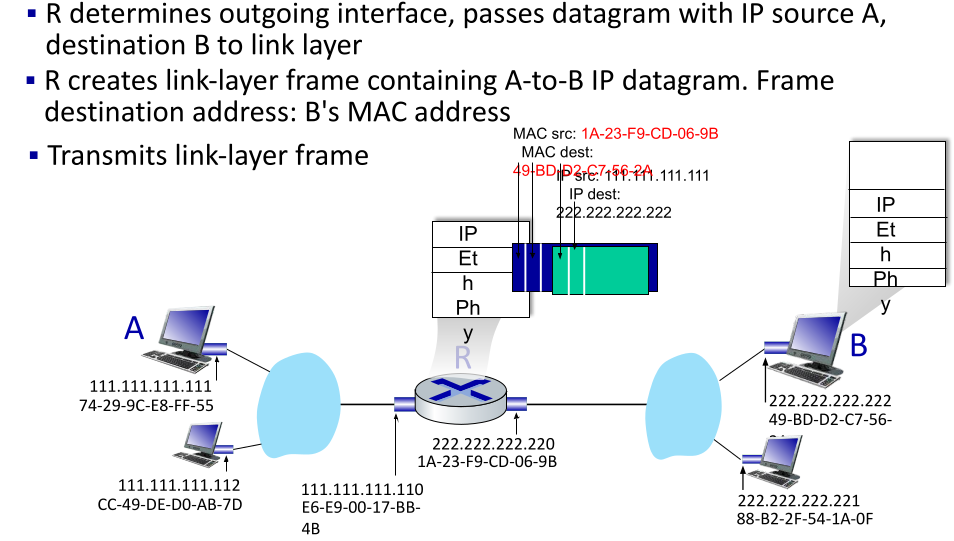 ▪ R determines outgoing interface, passes datagram with IP source A,
destination B to link layer
▪ R creates link-layer frame containing A-to-B IP datagram. Frame
destination address: B's MAC address
▪ Transmits link-layer frame
MAC src: 1A-23-F9-CD-06-9B
MAC dest:
49-BD-D2-C7-56-2A
IP src: 111.111.111.111
IP dest:
222.222.222.222
IP
Et
h
Ph
y
IP
Et
h
Ph
y
A
R
B
111.111.111.111
74-29-9C-E8-FF-55
222.222.222.222
49-BD-D2-C7-56-
222.222.222.220
1A-23-F9-CD-06-9B
111.111.111.112
CC-49-DE-D0-AB-7D
111.111.111.110
E6-E9-00-17-BB-
4B
222.222.222.221
88-B2-2F-54-1A-0F